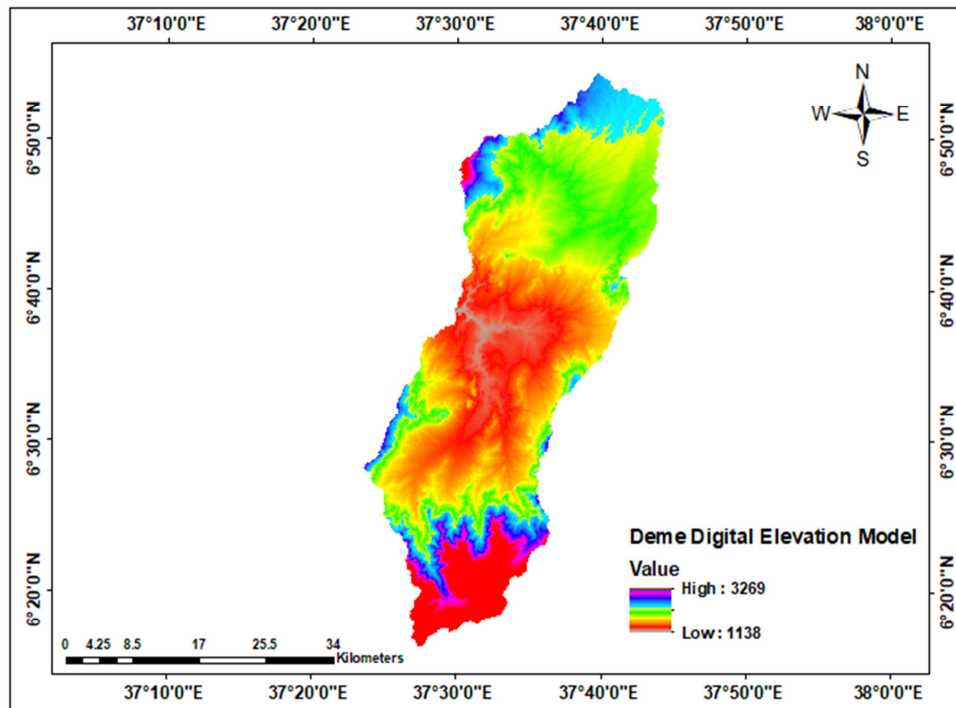 37°10'0"E 37°20'0"E 37°30'0"E 37°40'0"E 37°50'0"E 38°0'0"E
N
W E
S
6°50'0"N 6°50'0"N
6°40'0"N 6°40'0"N
6°30'0"N 6°30'0"N
Deme Digital Elevation Model
Value
High : 3269
Low : 1138
6°20'0"N 6°20'0"N
0 4.25 8.5 17 25.5 34
Kilometers
37°10'0"E 37°20'0"E 37°30'0"E 37°40'0"E 37°50'0"E 38°0'0"E